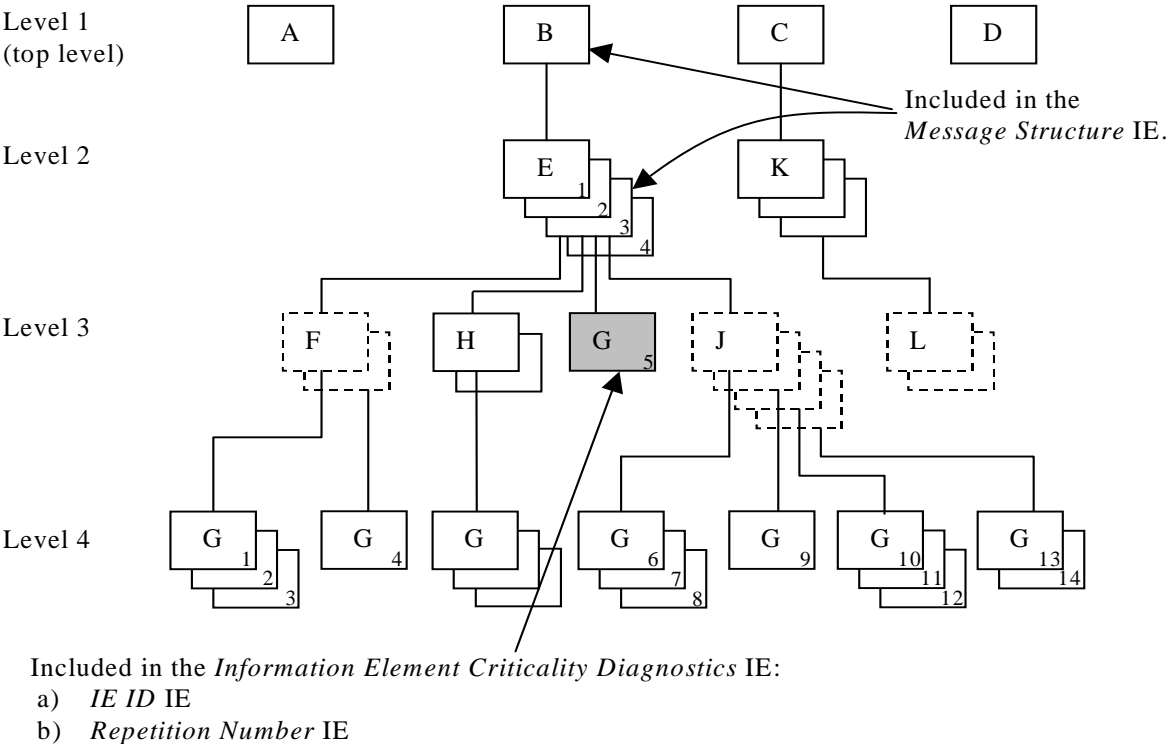 Level 1
(top level)
A
B
C
D
Included in the
Message Structure IE.
Level 2
E
1
2
3
4
K
Level 3
F
H
G
5
J
L
Level 4
G
1
2
3
G
4
G
G
6
7
8
G
9
G
10
11
12
G
13
14
Included in the Information Element Criticality Diagnostics IE:
a) IE ID IE
b) Repetition Number IE